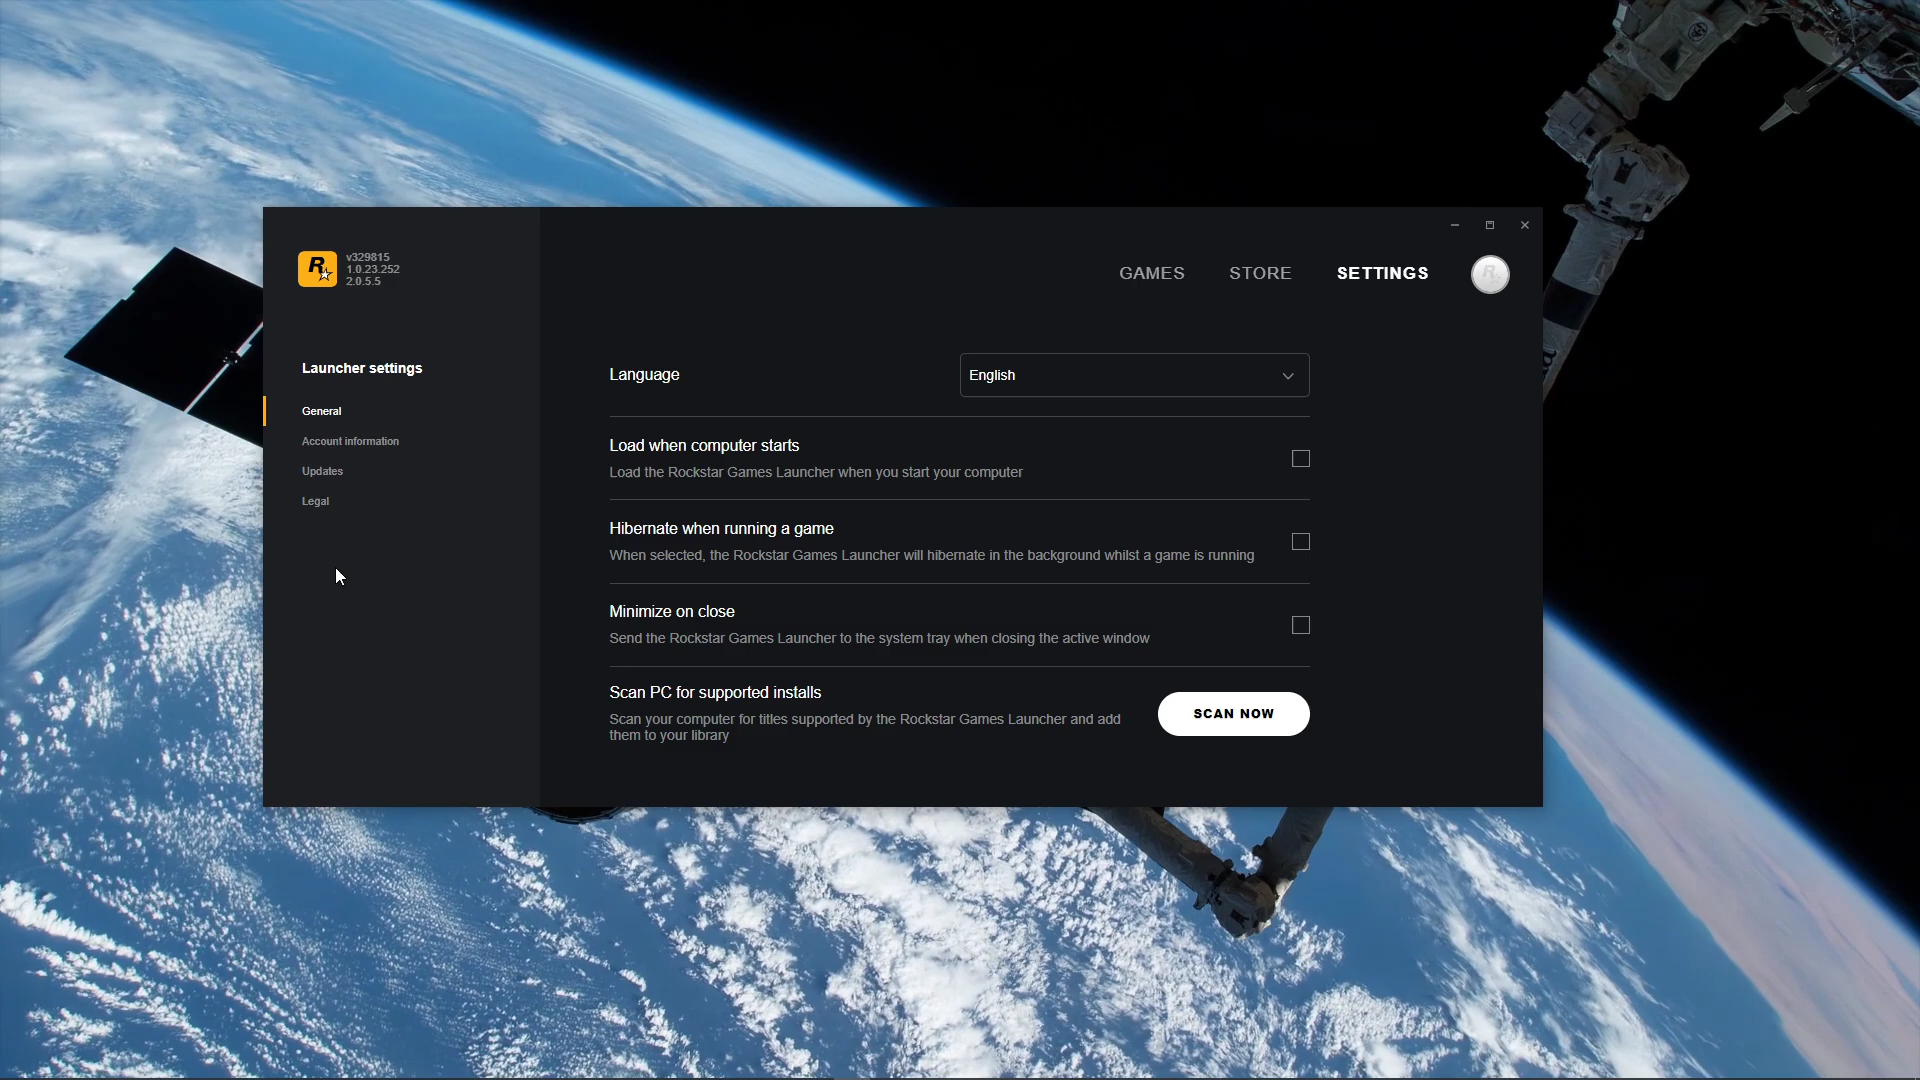 R
v329815
1.0.23.252
2.0.5.5
GAMES STORE SETTINGS
Launcher settings
General
Account information
Updates
Legal
Language
English
Load when computer starts
Load the Rockstar Games Launcher when you start your computer
Hibernate when running a game
When selected, the Rockstar Games Launcher will hibernate in the background whilst a game is running
Minimize on close
Send the Rockstar Games Launcher to the system tray when closing the active window
Scan PC for supported installs
Scan your computer for titles supported by the Rockstar Games Launcher and add
them to your library
SCAN NOW